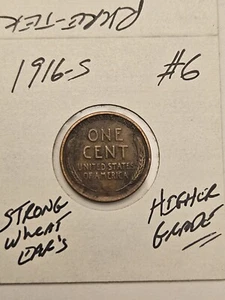 1916-S #6
ONE
CENT
UNITED STATES
OF AMERICA
STRONG
WHEAT
EAR'S
HIGHER
GRADE